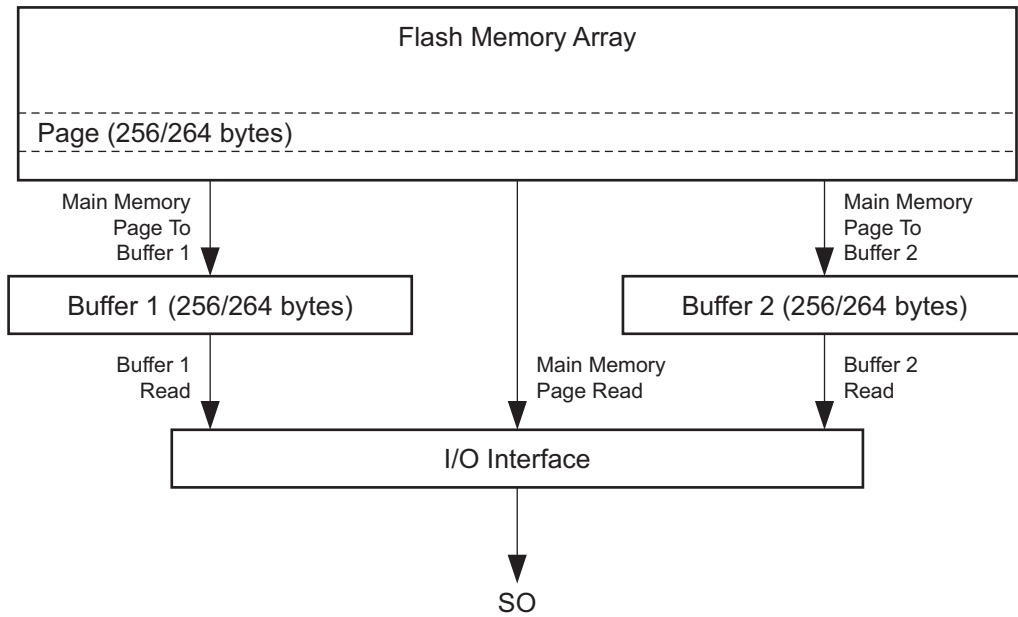 Flash Memory Array
Page (256/264 bytes)
Main Memory
Page To
Buffer 1
Main Memory
Page To
Buffer 2
Buffer 1 (256/264 bytes)
Buffer 2 (256/264 bytes)
Buffer 1
Read
Main Memory
Page Read
Buffer 2
Read
I/O Interface
SO